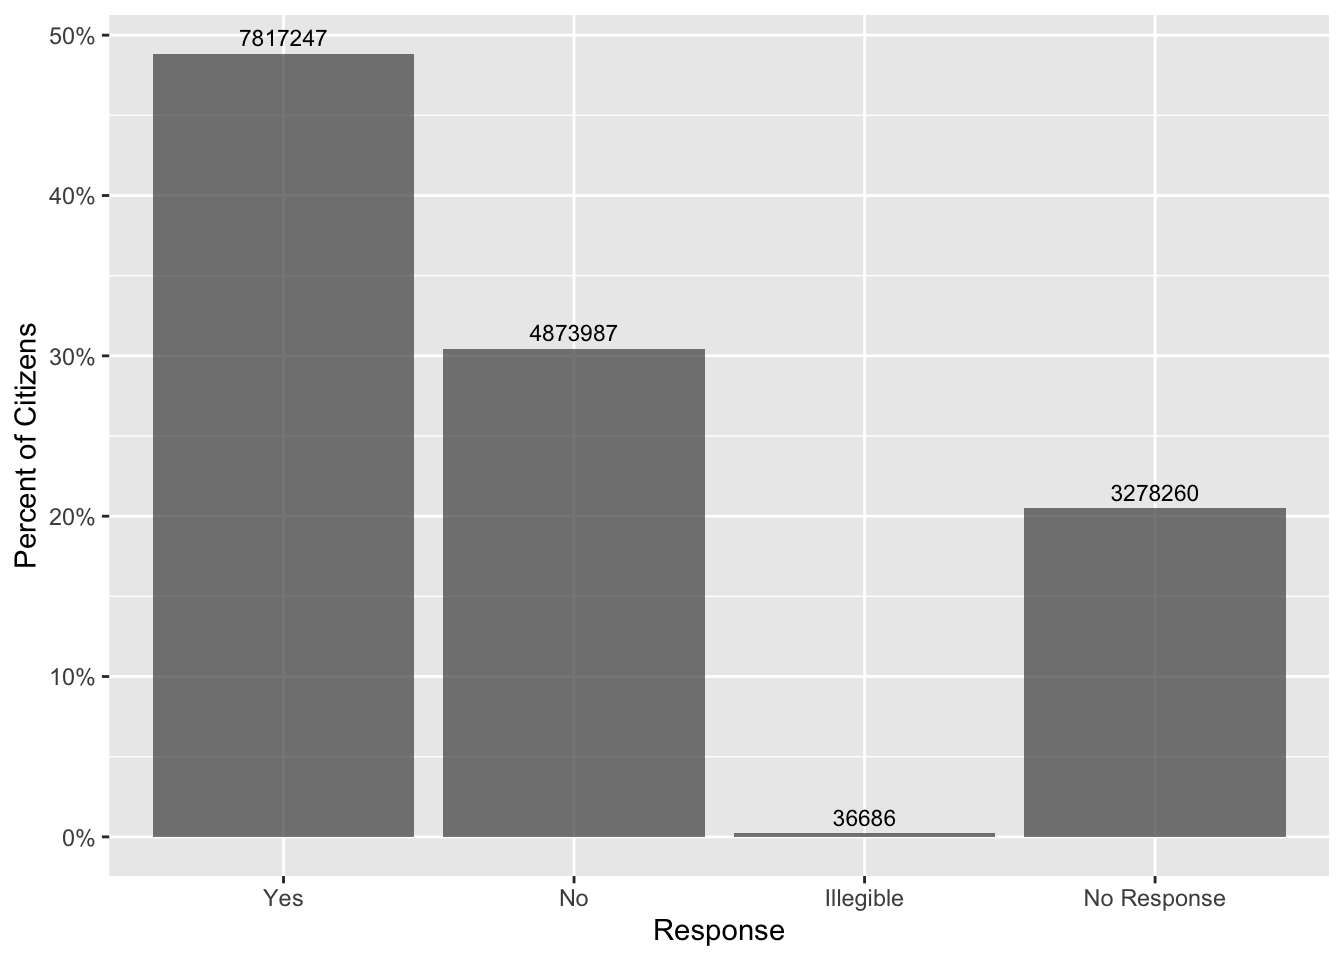 Percent of Citizens
50%
40%
30%
20%
10%
0%
7817247
4873987
36686
3278260
Yes
No
Illegible
No Response
Response